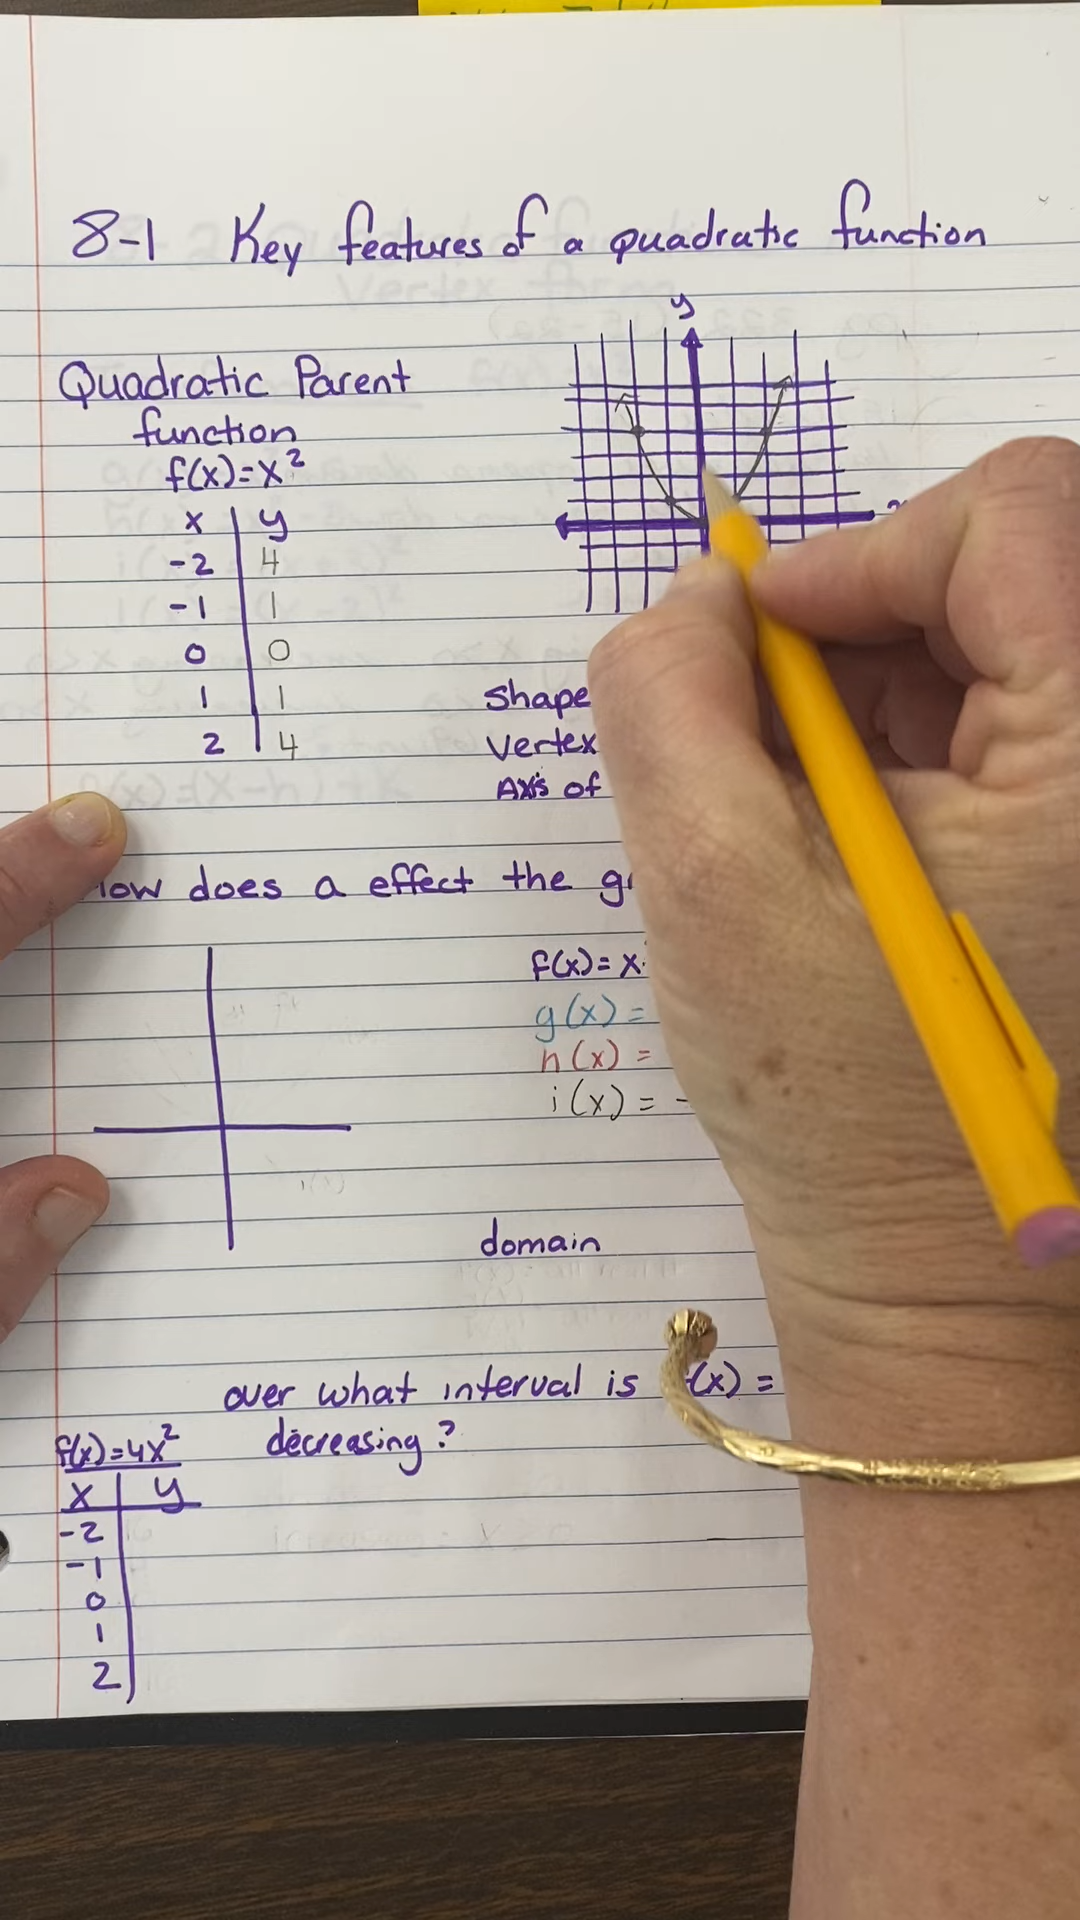 8-1 Key features of a quadratic function
y
Quadratic Parent
function
f(x)=x²
x y
-2 4
-1 1
0 0
1 1
2 4
Shape
Vertex
Axis of
How does a effect the
f(x)= x
g(x) =
h(x) =
i(x) = -
domain
over what interval is (x) =
decreasing?
f(x)=4x²
x y
-2
-1
0
1
2